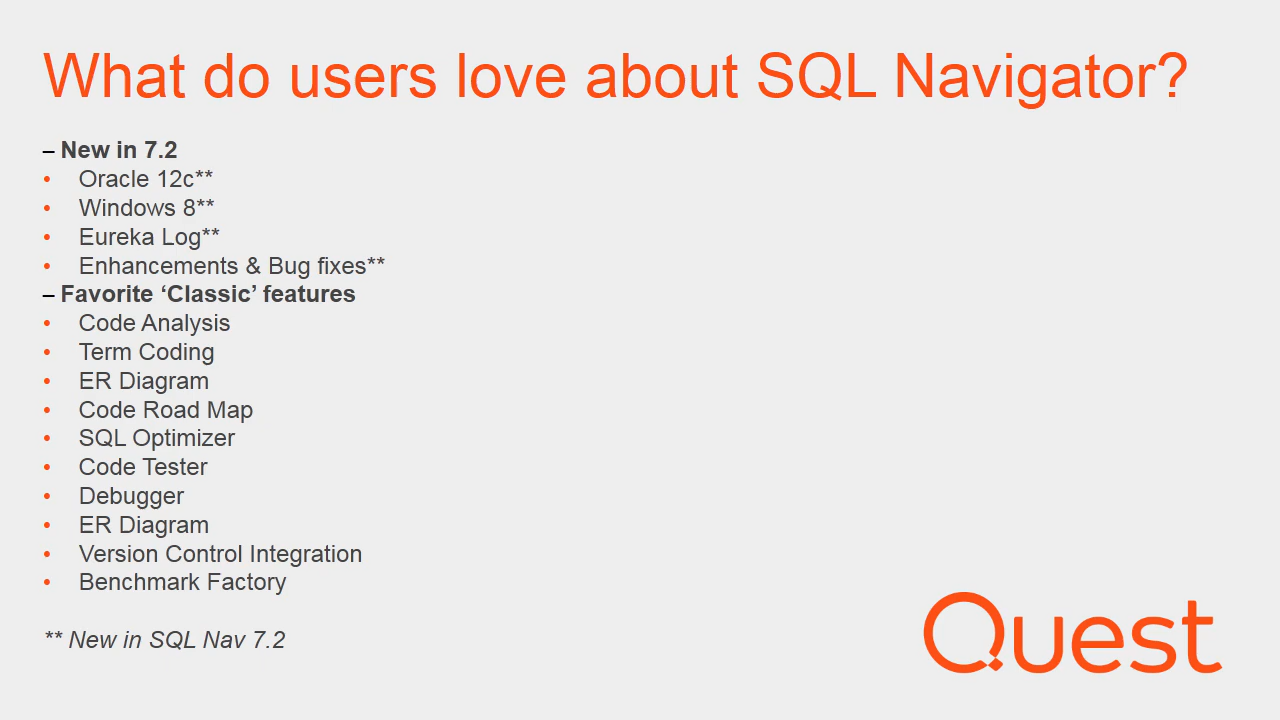 What do users love about SQL Navigator?
– New in 7.2
• Oracle 12c**
• Windows 8**
• Eureka Log**
• Enhancements & Bug fixes**
– Favorite ‘Classic’ features
• Code Analysis
• Term Coding
• ER Diagram
• Code Road Map
• SQL Optimizer
• Code Tester
• Debugger
• ER Diagram
• Version Control Integration
• Benchmark Factory
** New in SQL Nav 7.2
Quest